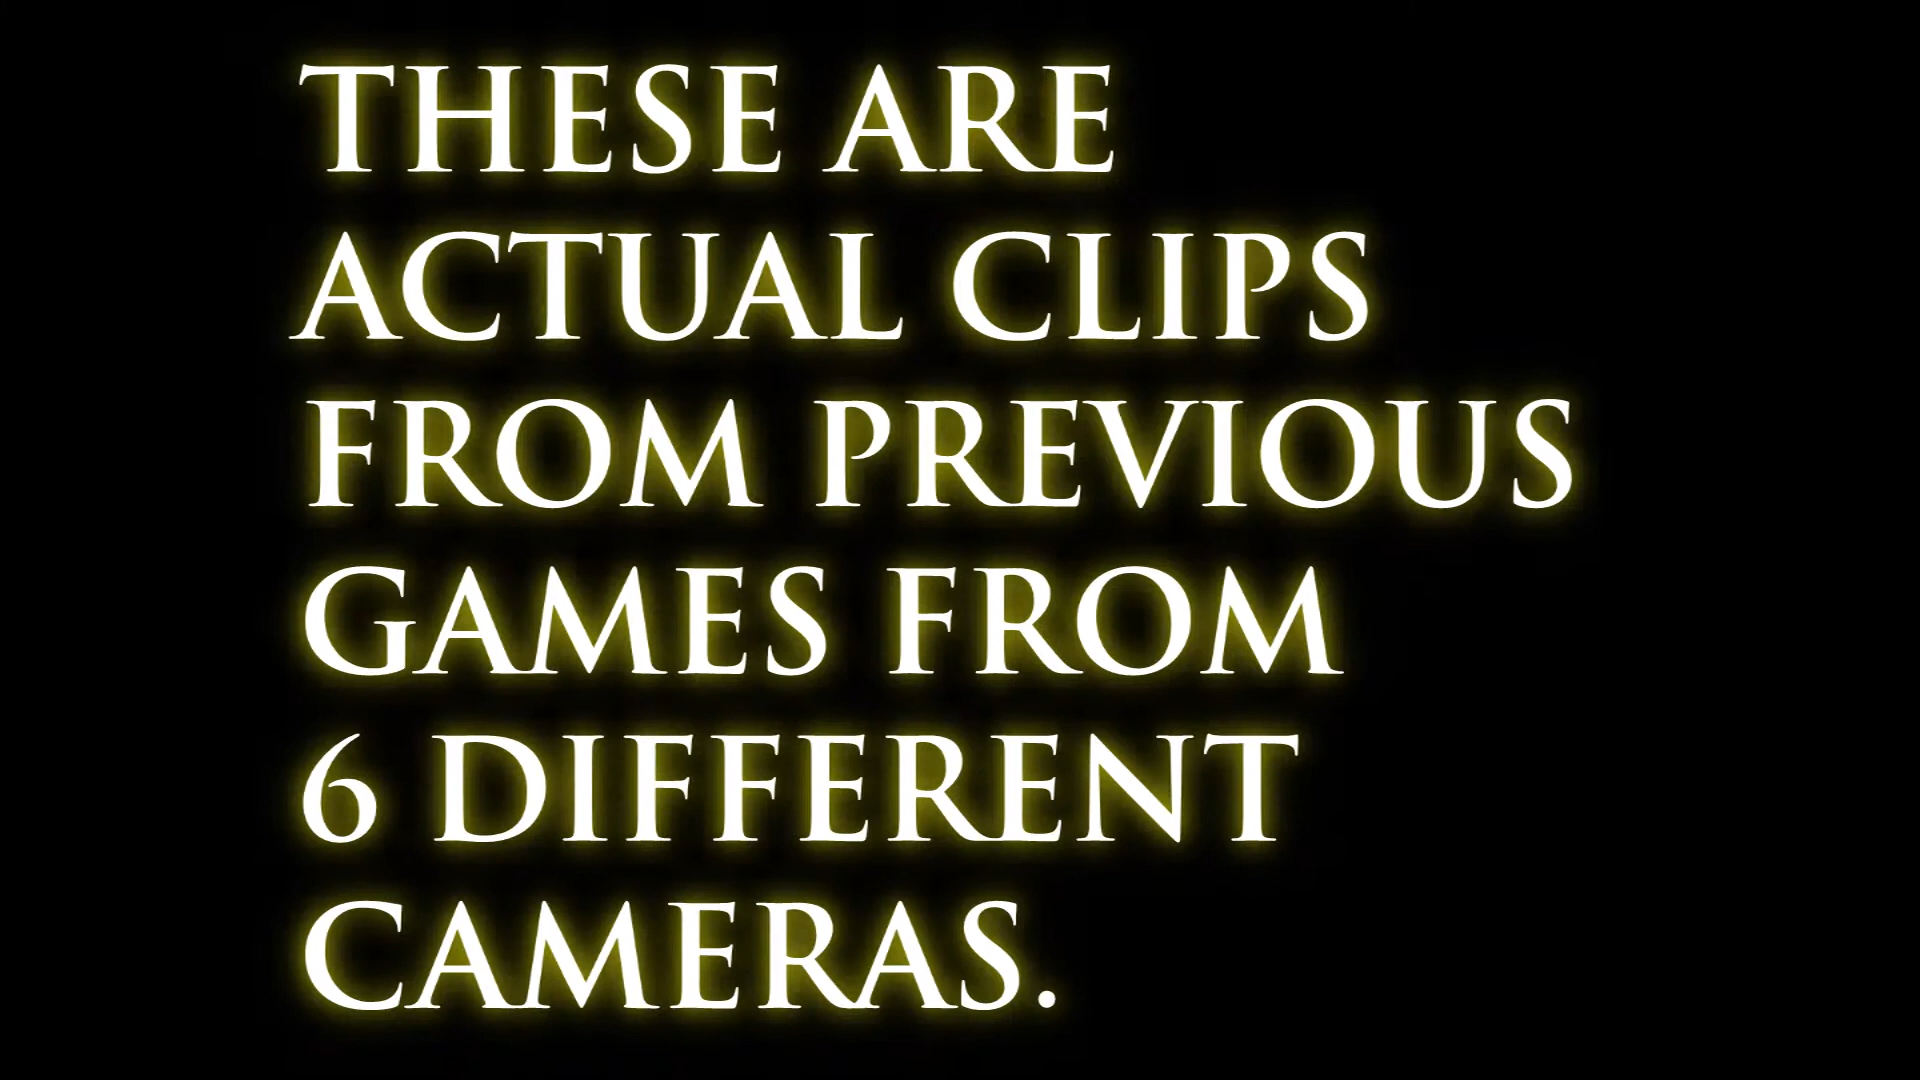 THESE ARE
ACTUAL CLIPS
FROM PREVIOUS
GAMES FROM
6 DIFFERENT
CAMERAS.